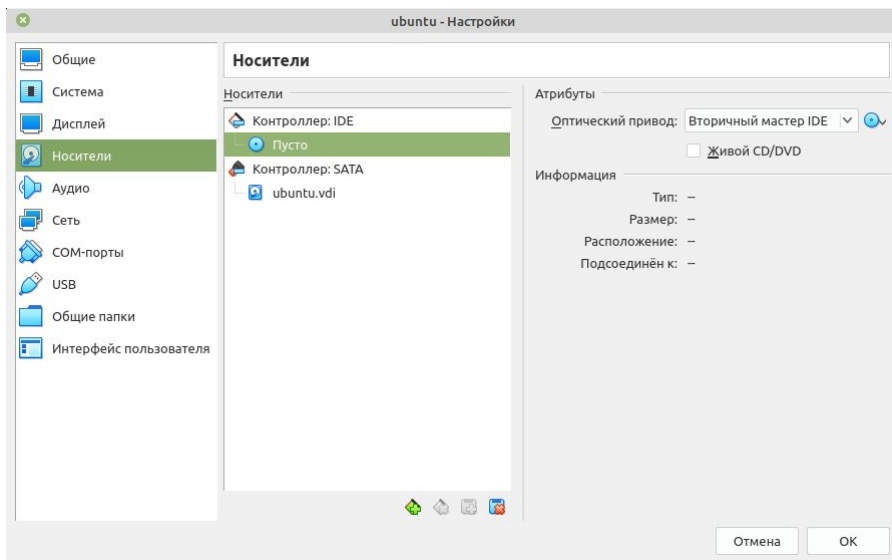 ubuntu - Настройки
Общие
Система
Дисплей
Носители
Аудио
Сеть
COM-порты
USB
Общие папки
Интерфейс пользователя
Носители
Носители
Контроллер: IDE
Пусто
Контроллер: SATA
ubuntu.vdi
Атрибуты
Оптический привод: Вторичный мастер IDE
Живой CD/DVD
Информация
Тип: --
Размер: --
Расположение: --
Подсоединён к: --
Отмена
OK